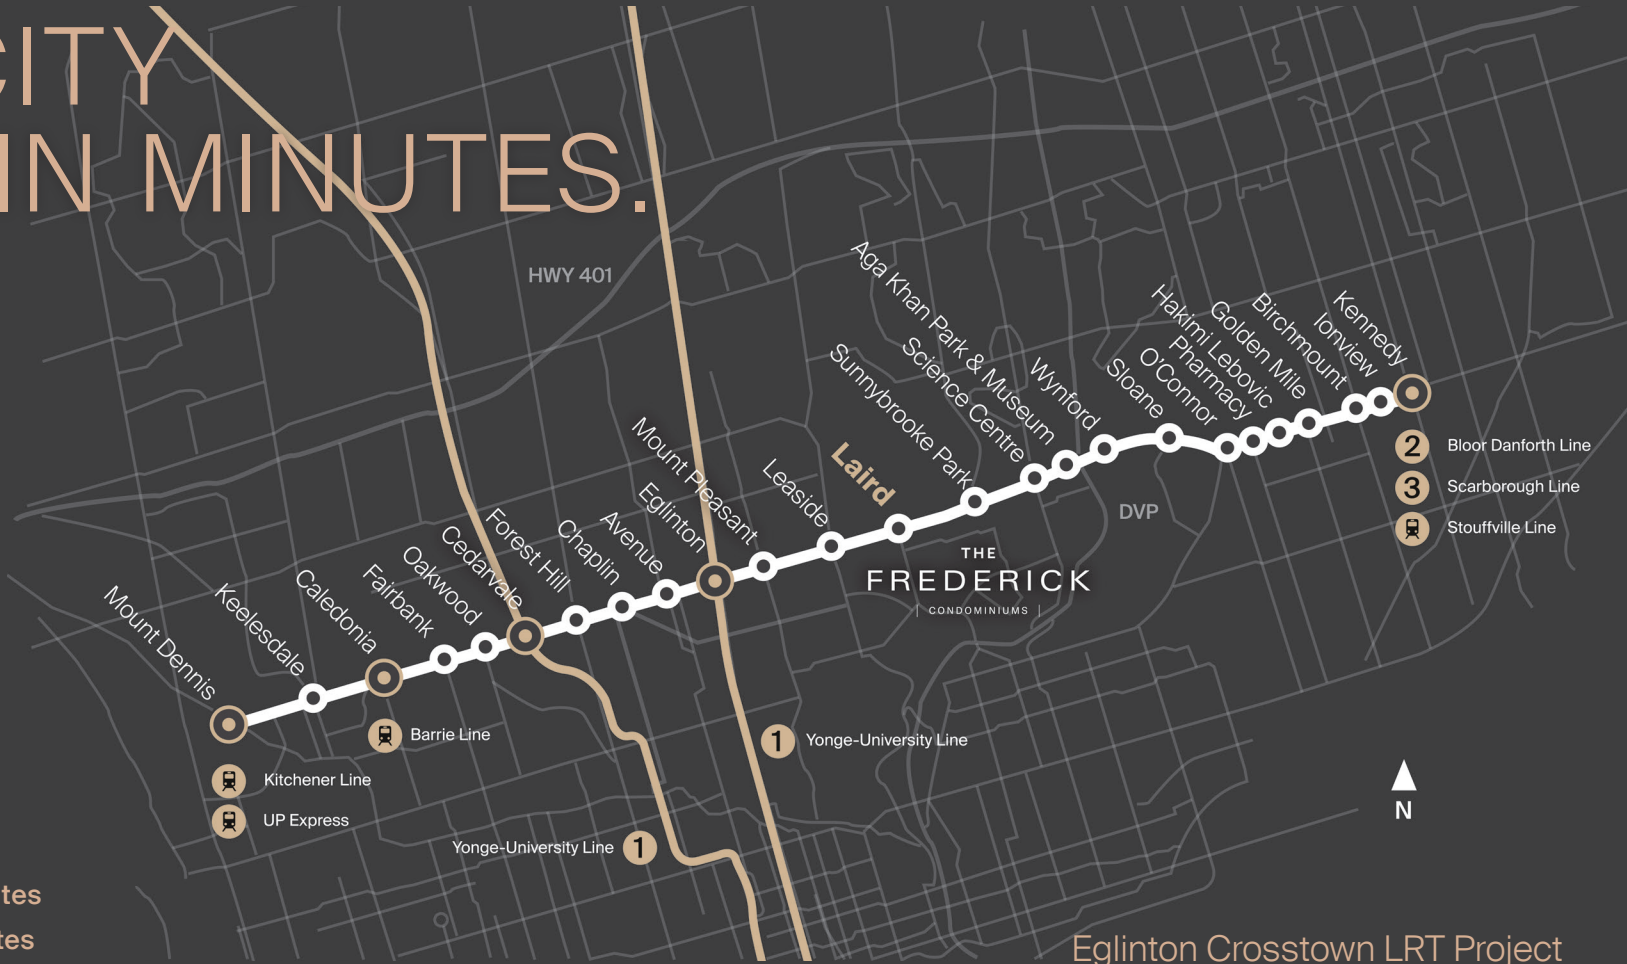 CITY
IN MINUTES.
HWY 401
Mount Dennis
Keelesdale
Caledonia
Fairbank
Oakwood
Cedarvale
Forest Hill
Chaplin
Avenue
Eglinton
Mount Pleasant
Leaside
Laird
Sunnybrooke Park
Science Centre
Aga Khan Park & Museum
Wynford
Sloane
O'Connor
Pharmacy
Hakimi Lebovic
Golden Mile
Birchmount
Ionview
Kennedy
2 Bloor Danforth Line
3 Scarborough Line
Stouffville Line
DVP
THE
FREDERICK
| CONDOMINIUMS |
Barrie Line
Kitchener Line
UP Express
1 Yonge-University Line
Yonge-University Line 1
N
tes
tes
Eglinton Crosstown LRT Project